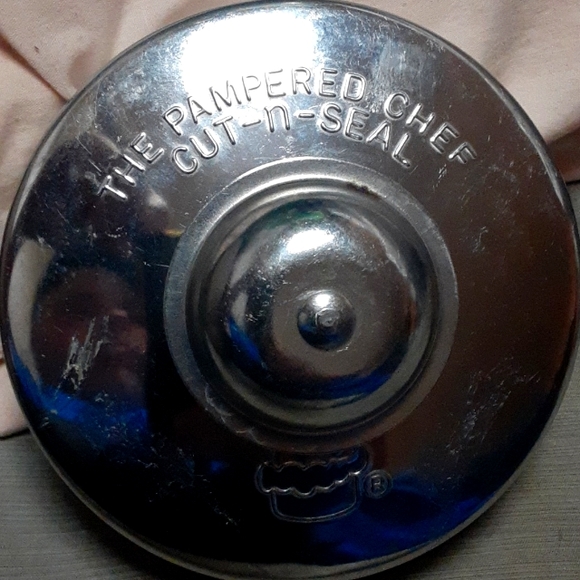 THE PAMPERED CHEF
CUT-n-SEAL
®